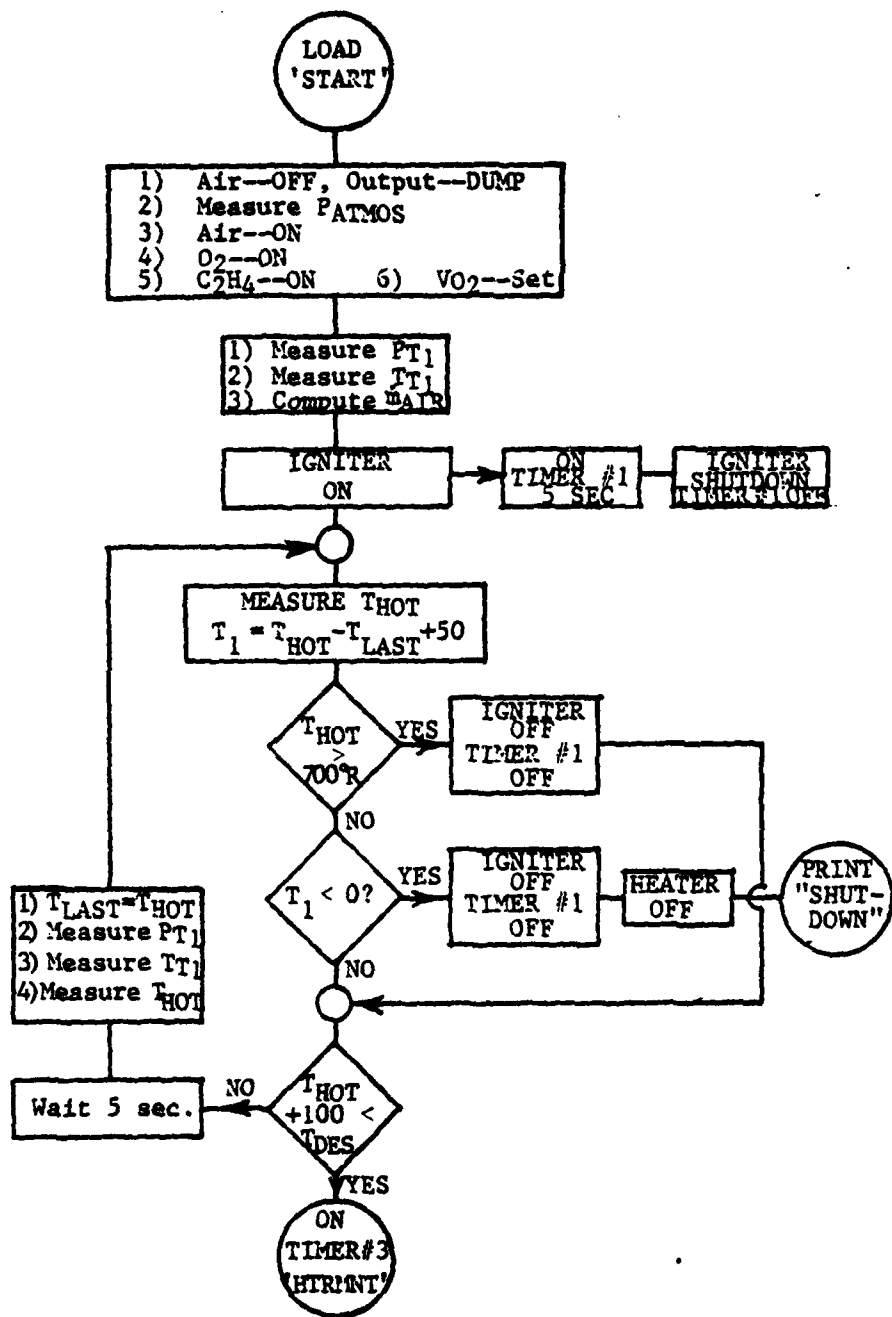 LOAD
'START'
1) Air--OFF, Output--DUMP
2) Measure PATMOS
3) Air--ON
4) O2--ON
5) C2H4--ON 6) VO2--Set
1) Measure PT1
2) Measure TT1
3) Compute ṁAIR
IGNITER
ON
ON
TIMER #1
5 SEC
IGNITER
SHUTDOWN
TIMER#1 OFF
MEASURE THOT
T1 = THOT-TLAST+50
THOT
>
700°R
YES
IGNITER
OFF
TIMER #1
OFF
NO
T1 < 0?
YES
IGNITER
OFF
TIMER #1
OFF
HEATER
OFF
PRINT
"SHUT-
DOWN"
NO
1) TLAST=THOT
2) Measure PT1
3) Measure TT1
4)Measure THOT
Wait 5 sec.
NO
THOT
+100 <
TDES
YES
ON
TIMER#3
'HTRMNT'